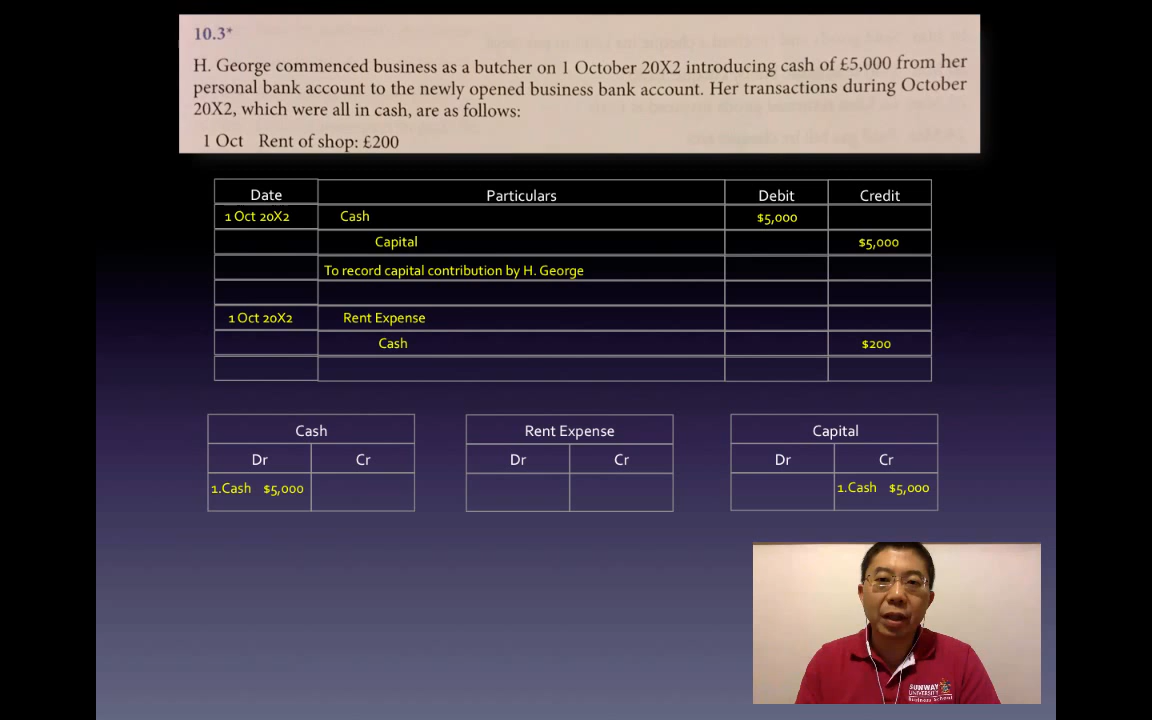 10.3*
H. George commenced business as a butcher on 1 October 20X2 introducing cash of £5,000 from her
personal bank account to the newly opened business bank account. Her transactions during October
20X2, which were all in cash, are as follows:
1 Oct Rent of shop: £200
Date Particulars Debit Credit
1 Oct 20X2 Cash $5,000
Capital $5,000
To record capital contribution by H. George
1 Oct 20X2 Rent Expense
Cash $200
Cash Rent Expense Capital
Dr Cr Dr Cr Dr Cr
1.Cash $5,000 1.Cash $5,000
SUNWAY
UNIVERSITY
Business School